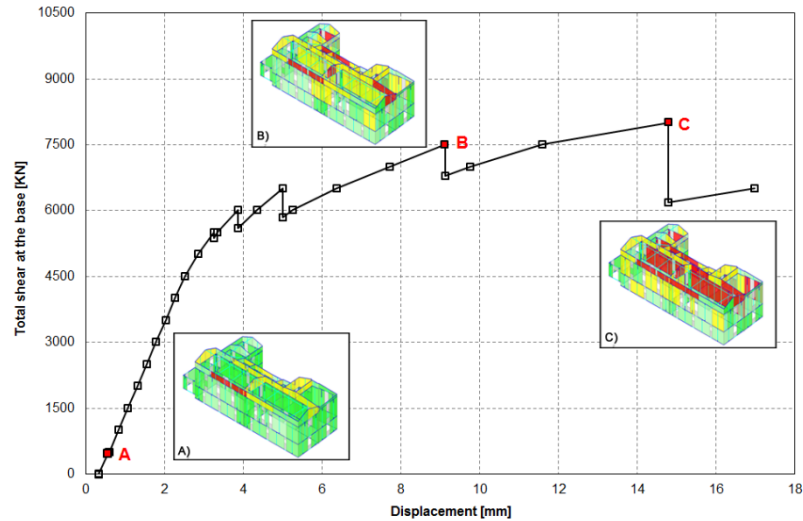 10500
9000
7500
6000
4500
3000
1500
0
Total shear at the base [KN]
B)
B
C
C)
A)
A
0 2 4 6 8 10 12 14 16 18
Displacement [mm]